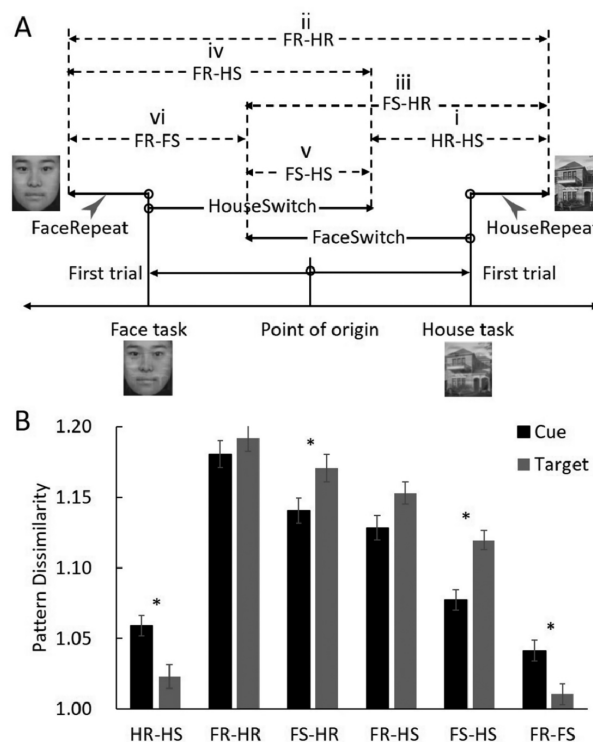 A
ii
FR-HR
iv
FR-HS
iii
FS-HR
vi
FR-FS
v
FS-HS
i
HR-HS
HouseSwitch
FaceRepeat
HouseRepeat
FaceSwitch
First trial
First trial
Face task
Point of origin
House task
B
Pattern Dissimilarity
1.20
1.15
1.10
1.05
1.00
Cue
Target
*
*
*
*
HR-HS
FR-HR
FS-HR
FR-HS
FS-HS
FR-FS